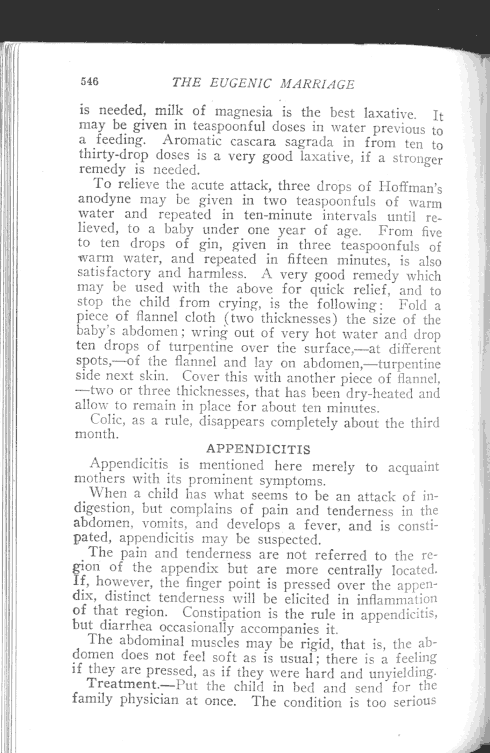 546 THE EUGENIC MARRIAGE
is needed, milk of magnesia is the best laxative. It
may be given in teaspoonful doses in water previous to
a feeding. Aromatic cascara sagrada in from ten to
thirty-drop doses is a very good laxative, if a stronger
remedy is needed.
To relieve the acute attack, three drops of Hoffman's
anodyne may be given in two teaspoonfuls of warm
water and repeated in ten-minute intervals until re-
lieved, to a baby under one year of age. From five
to ten drops of gin, given in three teaspoonfuls of
warm water, and repeated in fifteen minutes, is also
satisfactory and harmless. A very good remedy which
may be used with the above for quick relief, and to
stop the child from crying, is the following: Fold a
piece of flannel cloth (two thicknesses) the size of the
baby's abdomen; wring out of very hot water and drop
ten drops of turpentine over the surface,—at different
spots,—of the flannel and lay on abdomen,—turpentine
side next skin. Cover this with another piece of flannel,
—two or three thicknesses, that has been dry-heated and
allow to remain in place for about ten minutes.
Colic, as a rule, disappears completely about the third
month.
APPENDICITIS
Appendicitis is mentioned here merely to acquaint
mothers with its prominent symptoms.
When a child has what seems to be an attack of in-
digestion, but complains of pain and tenderness in the
abdomen, vomits, and develops a fever, and is consti-
pated, appendicitis may be suspected.
The pain and tenderness are not referred to the re-
gion of the appendix but are more centrally located.
If, however, the finger point is pressed over the appen-
dix, distinct tenderness will be elicited in inflammation
of that region. Constipation is the rule in appendicitis,
but diarrhea occasionally accompanies it.
The abdominal muscles may be rigid, that is, the ab-
domen does not feel soft as is usual; there is a feeling
if they are pressed, as if they were hard and unyielding.
Treatment.—Put the child in bed and send for the
family physician at once. The condition is too serious